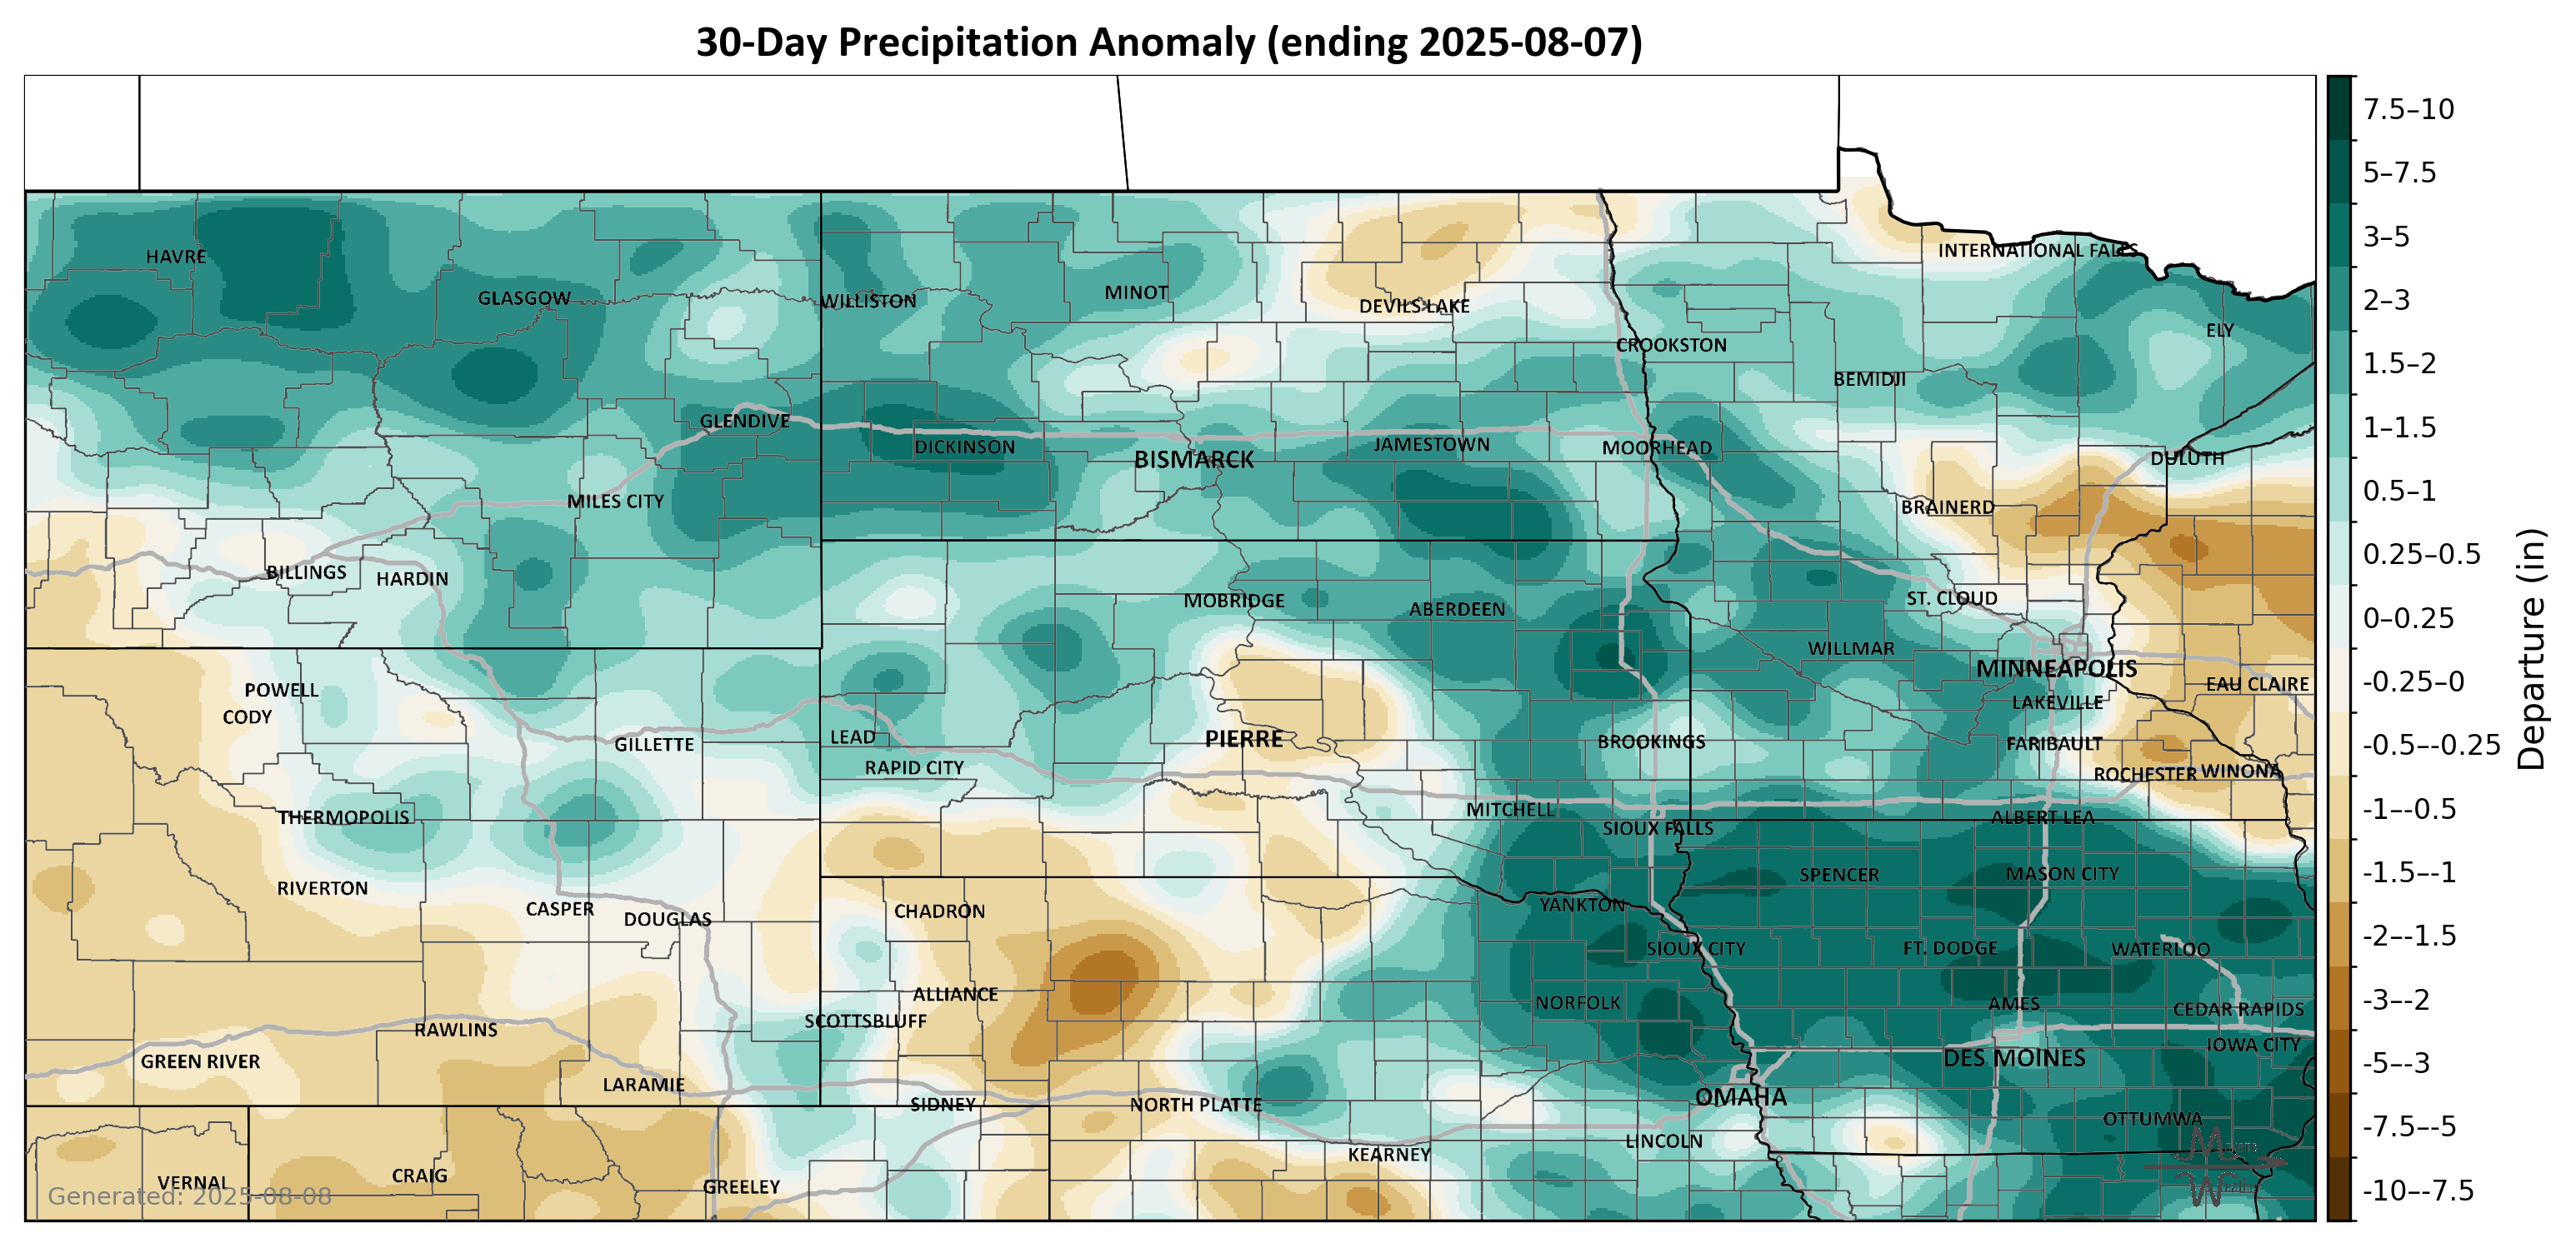 30-Day Precipitation Anomaly (ending 2025-08-07)
HAVRE
GLASGOW
WILLISTON
MINOT
DEVILS LAKE
INTERNATIONAL FALLS
ELY
CROOKSTON
BEMIDJI
GLENDIVE
DICKINSON
BISMARCK
JAMESTOWN
MOORHEAD
DULUTH
MILES CITY
BRAINERD
BILLINGS
HARDIN
MOBRIDGE
ABERDEEN
ST. CLOUD
WILLMAR
MINNEAPOLIS
EAU CLAIRE
POWELL
CODY
LAKEVILLE
GILLETTE
LEAD
PIERRE
BROOKINGS
FARIBAULT
RAPID CITY
ROCHESTER
WINONA
THERMOPOLIS
MITCHELL
SIOUX FALLS
ALBERT LEA
RIVERTON
SPENCER
MASON CITY
CASPER
DOUGLAS
CHADRON
YANKTON
SIOUX CITY
FT. DODGE
WATERLOO
ALLIANCE
NORFOLK
AMES
CEDAR RAPIDS
SCOTTSBLUFF
RAWLINS
IOWA CITY
GREEN RIVER
DES MOINES
LARAMIE
OMAHA
SIDNEY
NORTH PLATTE
OTTUMWA
LINCOLN
KEARNEY
VERNAL
CRAIG
GREELEY
Generated: 2025-08-08
7.5–10
5–7.5
3–5
2–3
1.5–2
1–1.5
0.5–1
0.25–0.5
0–0.25
-0.25–0
-0.5–-0.25
-1–-0.5
-1.5–-1
-2–-1.5
-3–-2
-5–-3
-7.5–-5
-10–-7.5
Departure (in)